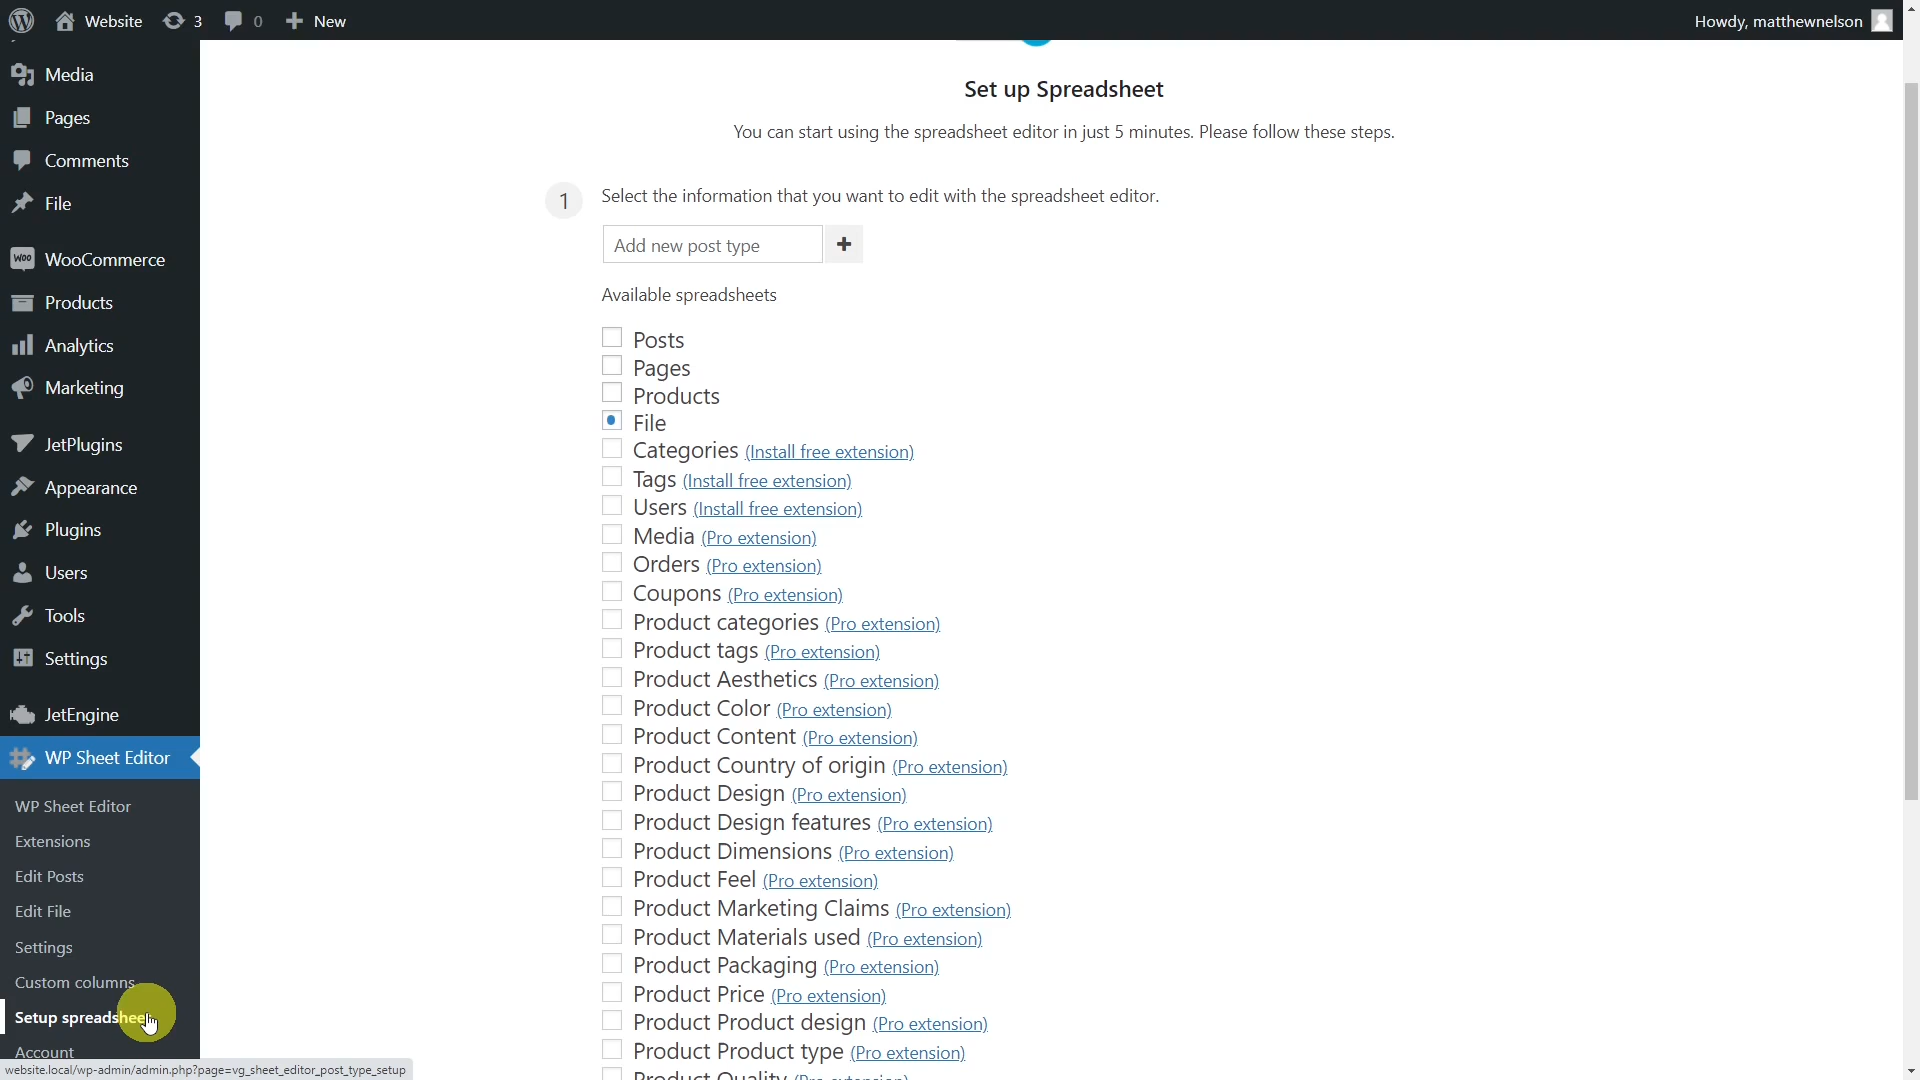 Website 3 0 New Howdy, matthewnelson
Media
Pages
Comments
File
WooCommerce
Products
Analytics
Marketing
JetPlugins
Appearance
Plugins
Users
Tools
Settings
JetEngine
WP Sheet Editor
WP Sheet Editor
Extensions
Edit Posts
Edit File
Settings
Custom columns
Setup spreadsheet
Account
website.local/wp-admin/admin.php?page=vg_sheet_editor_post_type_setup
Set up Spreadsheet
You can start using the spreadsheet editor in just 5 minutes. Please follow these steps.
1 Select the information that you want to edit with the spreadsheet editor.
Add new post type +
Available spreadsheets
Posts
Pages
Products
File
Categories (Install free extension)
Tags (Install free extension)
Users (Install free extension)
Media (Pro extension)
Orders (Pro extension)
Coupons (Pro extension)
Product categories (Pro extension)
Product tags (Pro extension)
Product Aesthetics (Pro extension)
Product Color (Pro extension)
Product Content (Pro extension)
Product Country of origin (Pro extension)
Product Design (Pro extension)
Product Design features (Pro extension)
Product Dimensions (Pro extension)
Product Feel (Pro extension)
Product Marketing Claims (Pro extension)
Product Materials used (Pro extension)
Product Packaging (Pro extension)
Product Price (Pro extension)
Product Product design (Pro extension)
Product Product type (Pro extension)
Product Quality (Pro extension)